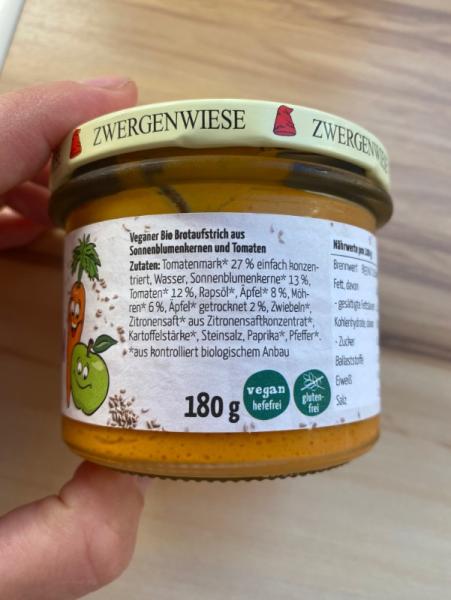 ZWERGENWIESE ZWERGENWIESE
Veganer Bio Brotaufstrich aus
Sonnenblumenkernen und Tomaten
Zutaten: Tomatenmark* 27 % einfach konzen-
triert, Wasser, Sonnenblumenkerne* 13 %,
Tomaten* 12 %, Rapsöl*, Äpfel* 8 %, Möh-
ren* 6 %, Äpfel* getrocknet 2 %, Zwiebeln*,
Zitronensaft* aus Zitronensaftkonzentrat*,
Kartoffelstärke*, Steinsalz, Paprika*, Pfeffer*.
*aus kontrolliert biologischem Anbau
180 g
vegan
hefefrei
gluten-
frei
Nährwerte pro 100 g
Brennwert
Fett, davon
- gesättigte Fettsäuren
Kohlenhydrate, davon
- Zucker
Ballaststoffe
Eiweiß
Salz